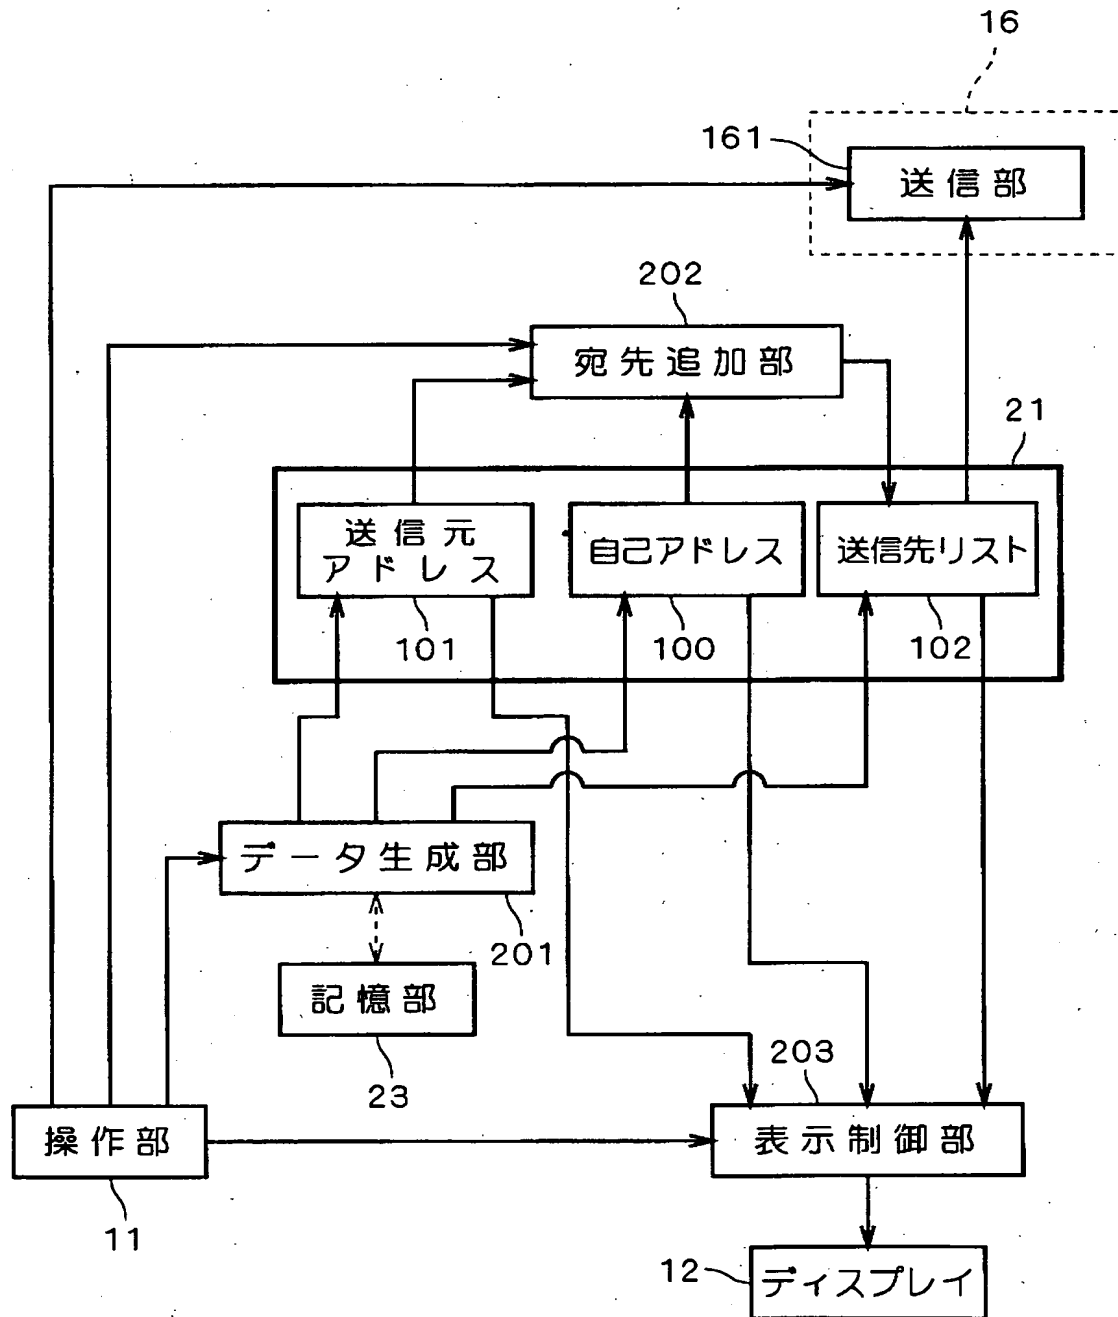 16
161
送信部
202
宛先追加部
21
送信元
アドレス
自己アドレス
送信先リスト
101
100
102
データ生成部
201
記憶部
23
203
操作部
表示制御部
11
12
ディスプレイ